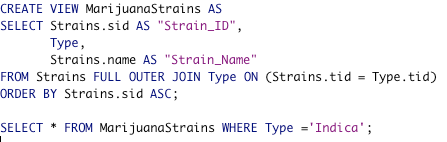 CREATE VIEW MarijuanaStrains AS
SELECT Strains.sid AS "Strain_ID",
Type,
Strains.name AS "Strain_Name"
FROM Strains FULL OUTER JOIN Type ON (Strains.tid = Type.tid)
ORDER BY Strains.sid ASC;
SELECT * FROM MarijuanaStrains WHERE Type ='Indica';